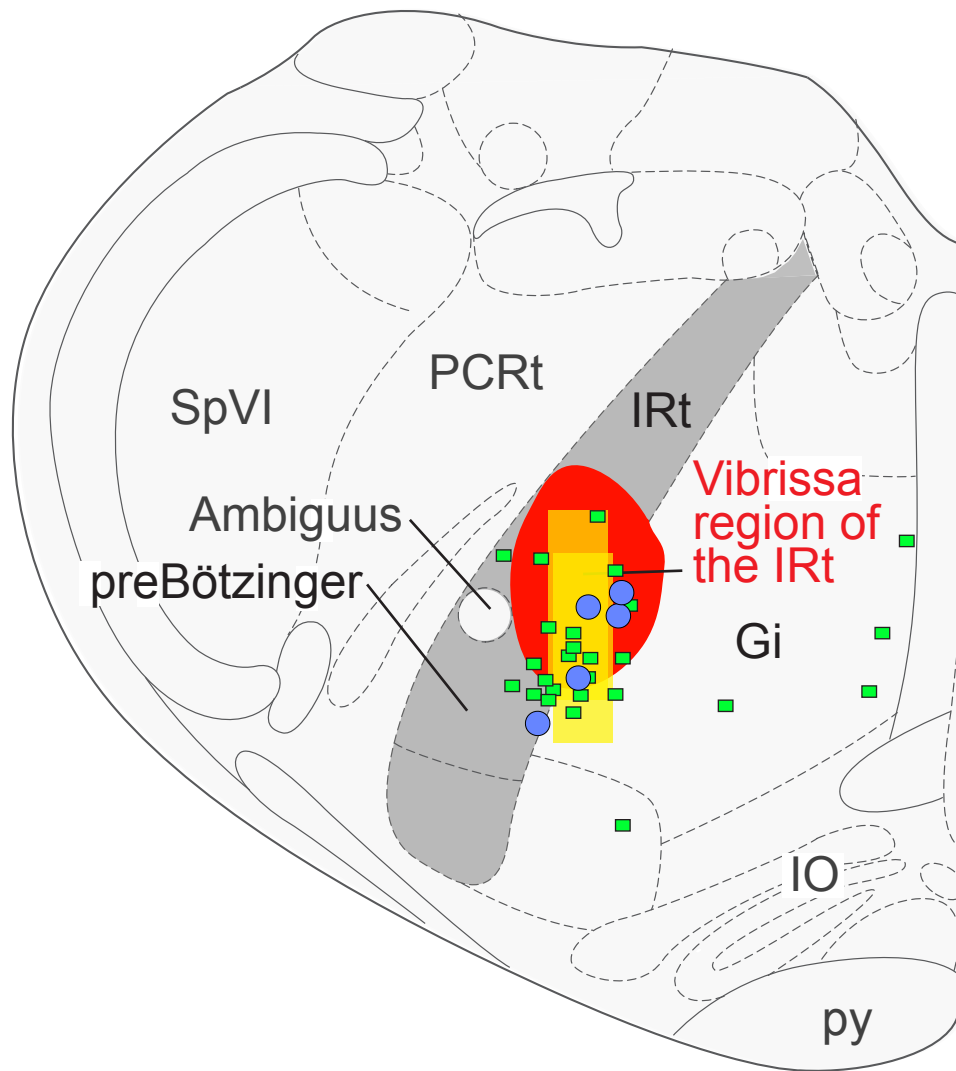 PCRt
SpVI
IRt
Vibrissa
region of
the IRt
Ambiguus
preBötzinger
Gi
IO
py